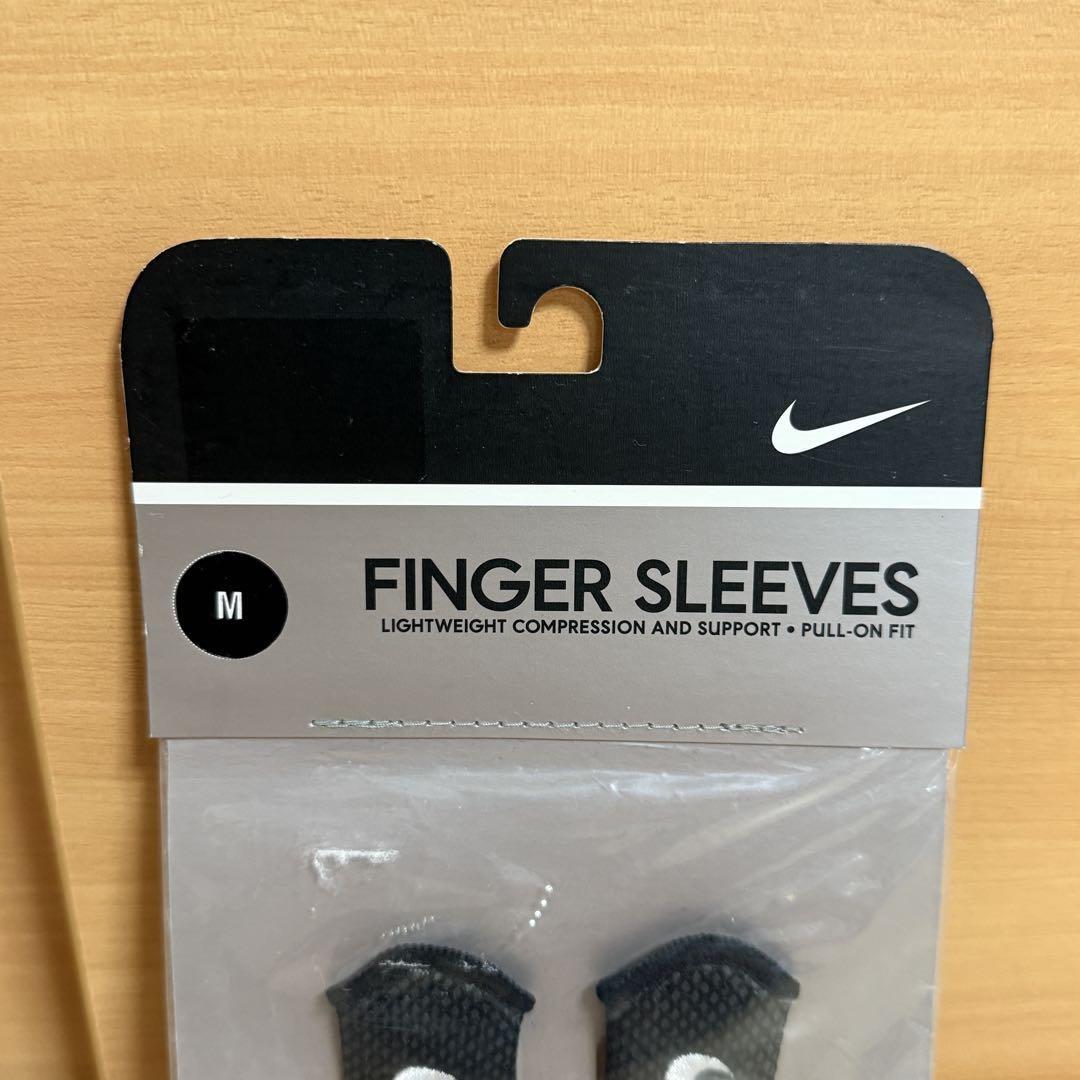 M
FINGER SLEEVES
LIGHTWEIGHT COMPRESSION AND SUPPORT • PULL-ON FIT